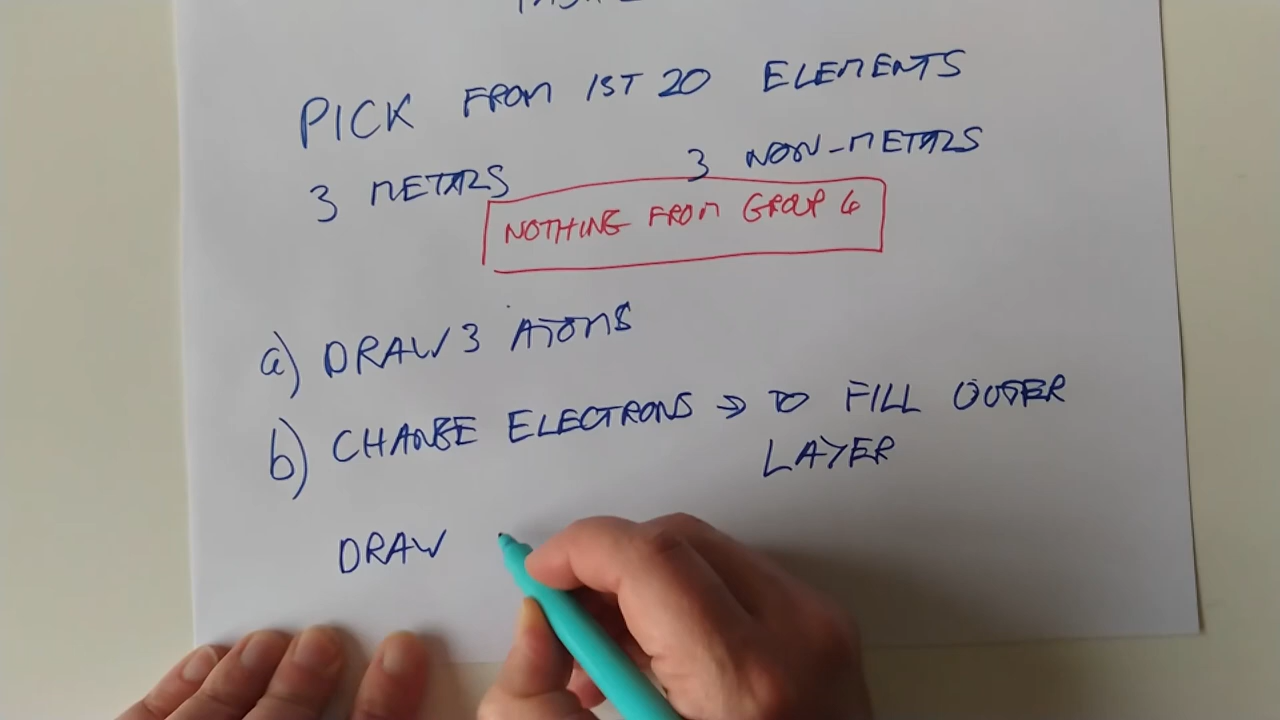 PICK FROM 1ST 20 ELEMENTS
3 METALS 3 NON-METALS
NOTHING FROM GROUP 4
a) DRAW 3 ATOMS
b) CHANGE ELECTRONS → TO FILL OUTER
LAYER
DRAW